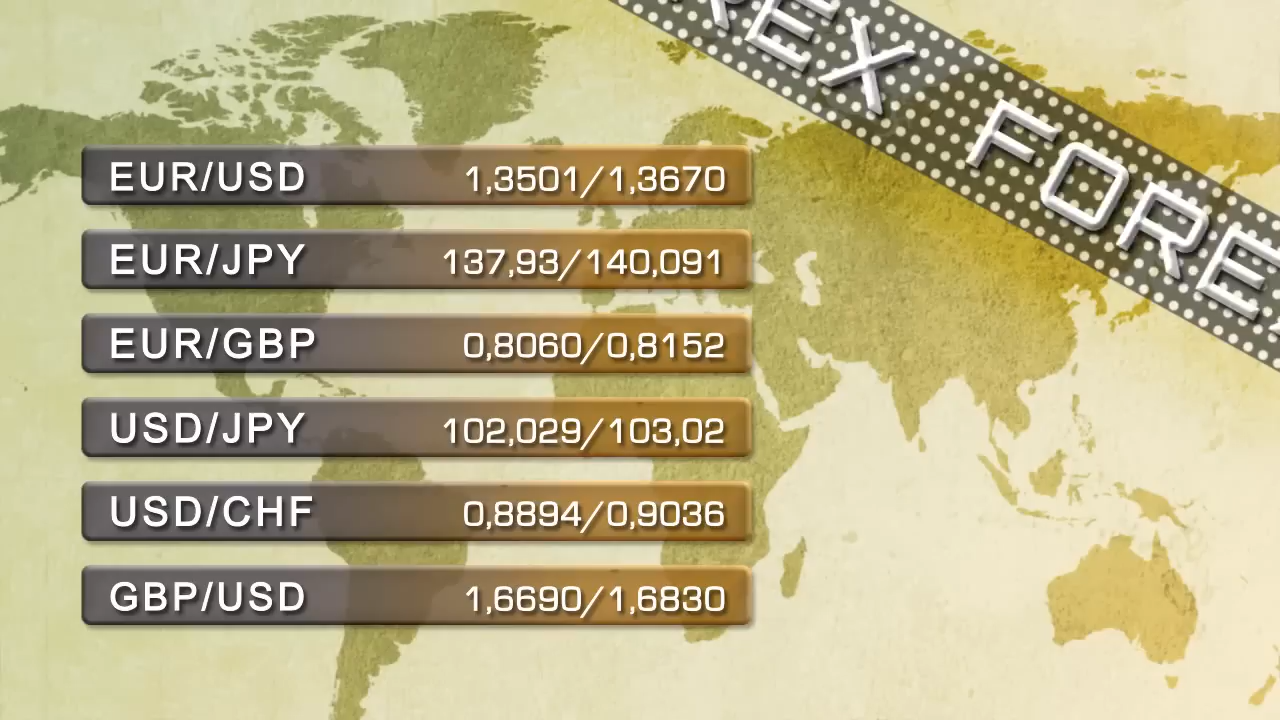 REX FOREX
EUR/USD 1,3501/1,3670
EUR/JPY 137,93/140,091
EUR/GBP 0,8060/0,8152
USD/JPY 102,029/103,02
USD/CHF 0,8894/0,9036
GBP/USD 1,6690/1,6830